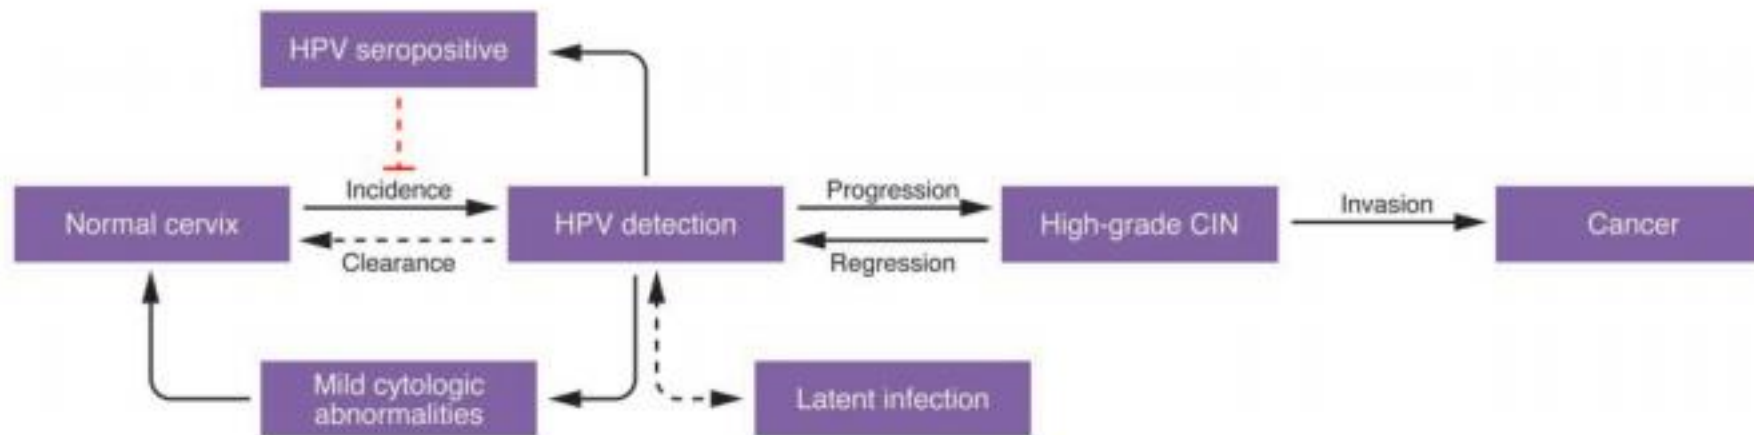 HPV seropositive
Incidence
Progression
Invasion
Normal cervix
HPV detection
High-grade CIN
Cancer
Clearance
Regression
Mild cytologic
abnormalities
Latent infection